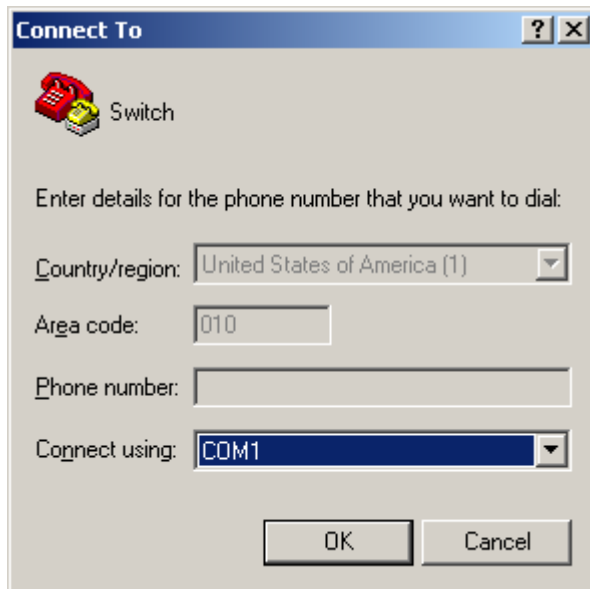 Connect To
Switch
Enter details for the phone number that you want to dial:
Country/region: United States of America (1)
Area code: 010
Phone number:
Connect using: COM1
OK Cancel